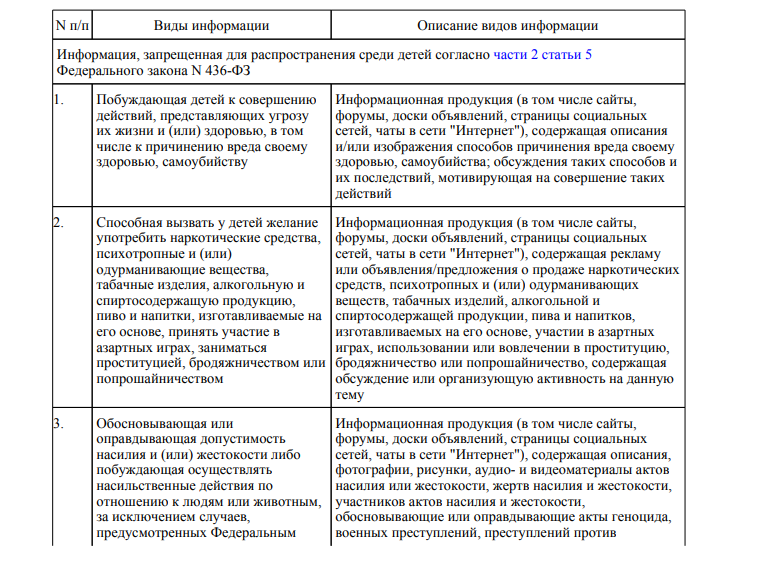 N п/п Виды информации Описание видов информации
Информация, запрещенная для распространения среди детей согласно части 2 статьи 5
Федерального закона N 436-ФЗ
1.
Побуждающая детей к совершению
действий, представляющих угрозу
их жизни и (или) здоровью, в том
числе к причинению вреда своему
здоровью, самоубийству
Информационная продукция (в том числе сайты,
форумы, доски объявлений, страницы социальных
сетей, чаты в сети "Интернет"), содержащая описания
и/или изображения способов причинения вреда своему
здоровью, самоубийства; обсуждения таких способов и
их последствий, мотивирующая на совершение таких
действий
2.
Способная вызвать у детей желание
употребить наркотические средства,
психотропные и (или)
одурманивающие вещества,
табачные изделия, алкогольную и
спиртосодержащую продукцию,
пиво и напитки, изготавливаемые на
его основе, принять участие в
азартных играх, заниматься
проституцией, бродяжничеством или
попрошайничеством
Информационная продукция (в том числе сайты,
форумы, доски объявлений, страницы социальных
сетей, чаты в сети "Интернет"), содержащая рекламу
или объявления/предложения о продаже наркотических
средств, психотропных и (или) одурманивающих
веществ, табачных изделий, алкогольной и
спиртосодержащей продукции, пива и напитков,
изготавливаемых на его основе, участии в азартных
играх, использовании или вовлечении в проституцию,
бродяжничество или попрошайничество, содержащая
обсуждение или организующую активность на данную
тему
3.
Обосновывающая или
оправдывающая допустимость
насилия и (или) жестокости либо
побуждающая осуществлять
насильственные действия по
отношению к людям или животным,
за исключением случаев,
предусмотренных Федеральным
Информационная продукция (в том числе сайты,
форумы, доски объявлений, страницы социальных
сетей, чаты в сети "Интернет"), содержащая описания,
фотографии, рисунки, аудио- и видеоматериалы актов
насилия или жестокости, жертв насилия и жестокости,
участников актов насилия и жестокости,
обосновывающие или оправдывающие акты геноцида,
военных преступлений, преступлений против